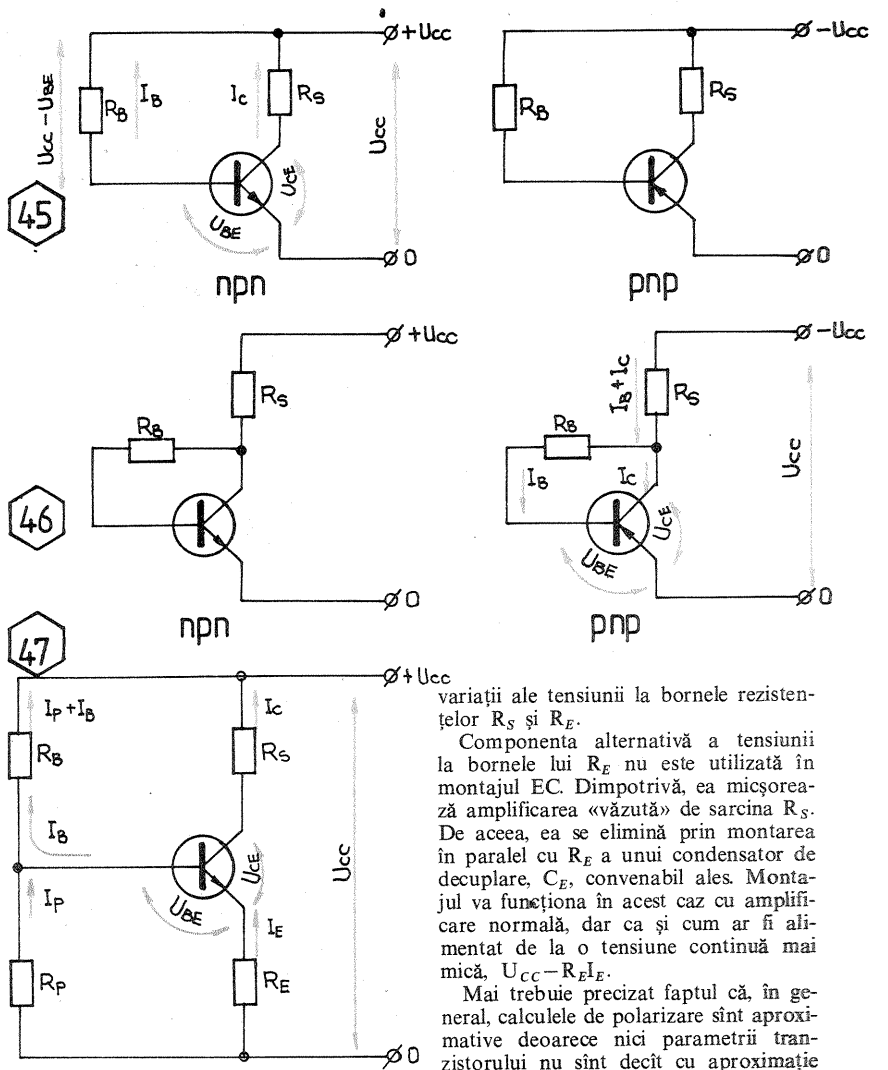 +Ucc
Ucc − UBE
RB
IB
IC
RS
Ucc
UCE
UBE
45
0
npn
−Ucc
RB
RS
0
pnp
+Ucc
RS
RB
46
0
npn
−Ucc
IB+IC
RS
RB
IB
IC
Ucc
UCE
UBE
0
pnp
47
+Ucc
IP+IB
IC
RB
RS
IB
Ucc
UCE
IP
UBE
IE
RP
RE
0
variații ale tensiunii la bornele rezisten-
țelor RS și RE.
Componenta alternativă a tensiunii
la bornele lui RE nu este utilizată în
montajul EC. Dimpotrivă, ea micșorea-
ză amplificarea «văzută» de sarcina RS.
De aceea, ea se elimină prin montarea
în paralel cu RE a unui condensator de
decuplare, CE, convenabil ales. Monta-
jul va funcționa în acest caz cu amplifi-
care normală, dar ca și cum ar fi ali-
mentat de la o tensiune continuă mai
mică, UCC−REIE.
Mai trebuie precizat faptul că, în ge-
neral, calculele de polarizare sînt aproxi-
mative deoarece nici parametrii tran-
zistorului nu sînt decît cu aproximație